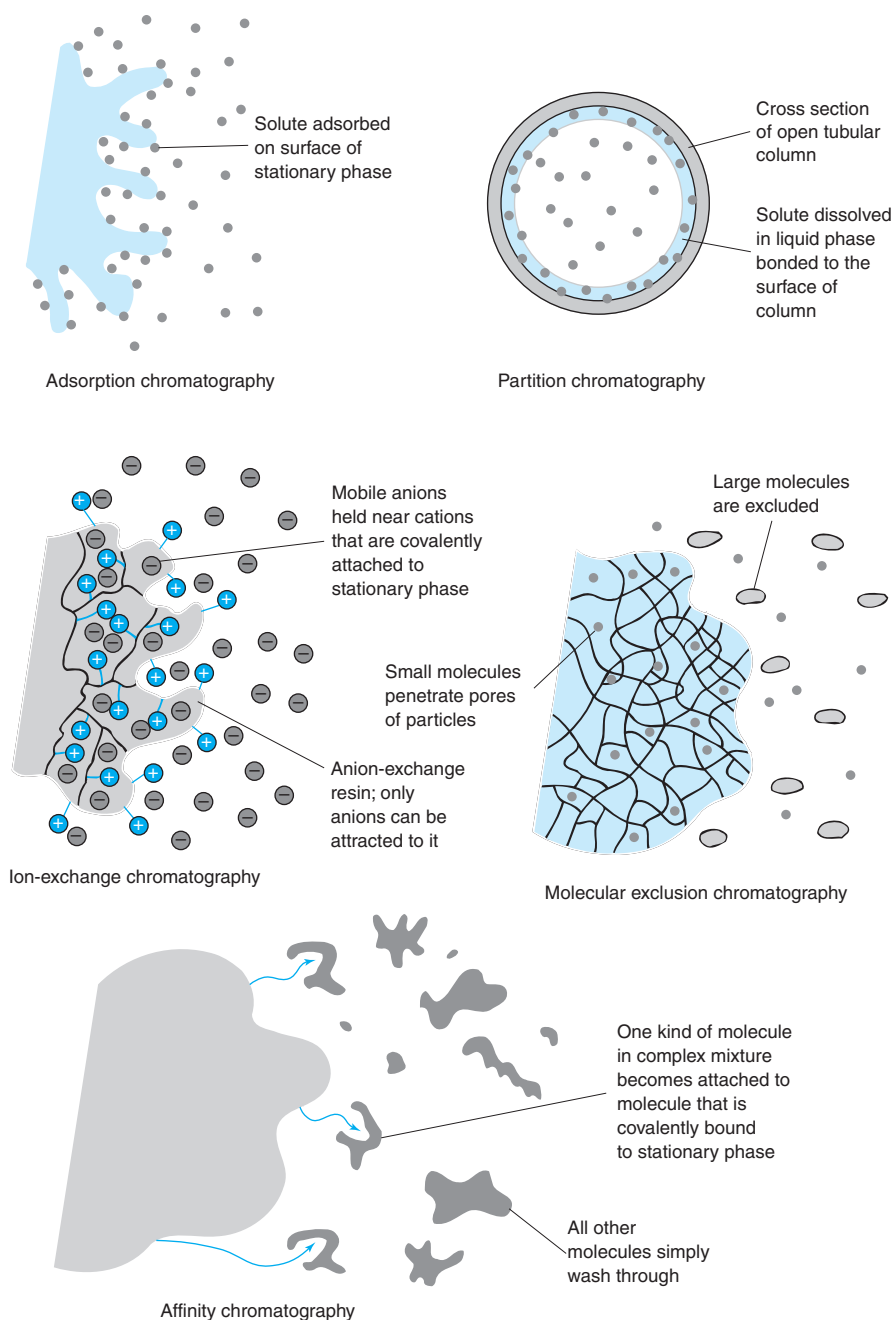 Solute adsorbed
on surface of
stationary phase
Adsorption chromatography
Cross section
of open tubular
column
Solute dissolved
in liquid phase
bonded to the
surface of
column
Partition chromatography
Mobile anions
held near cations
that are covalently
attached to
stationary phase
Anion-exchange
resin; only
anions can be
attracted to it
Ion-exchange chromatography
Large molecules
are excluded
Small molecules
penetrate pores
of particles
Molecular exclusion chromatography
One kind of molecule
in complex mixture
becomes attached to
molecule that is
covalently bound
to stationary phase
All other
molecules simply
wash through
Affinity chromatography